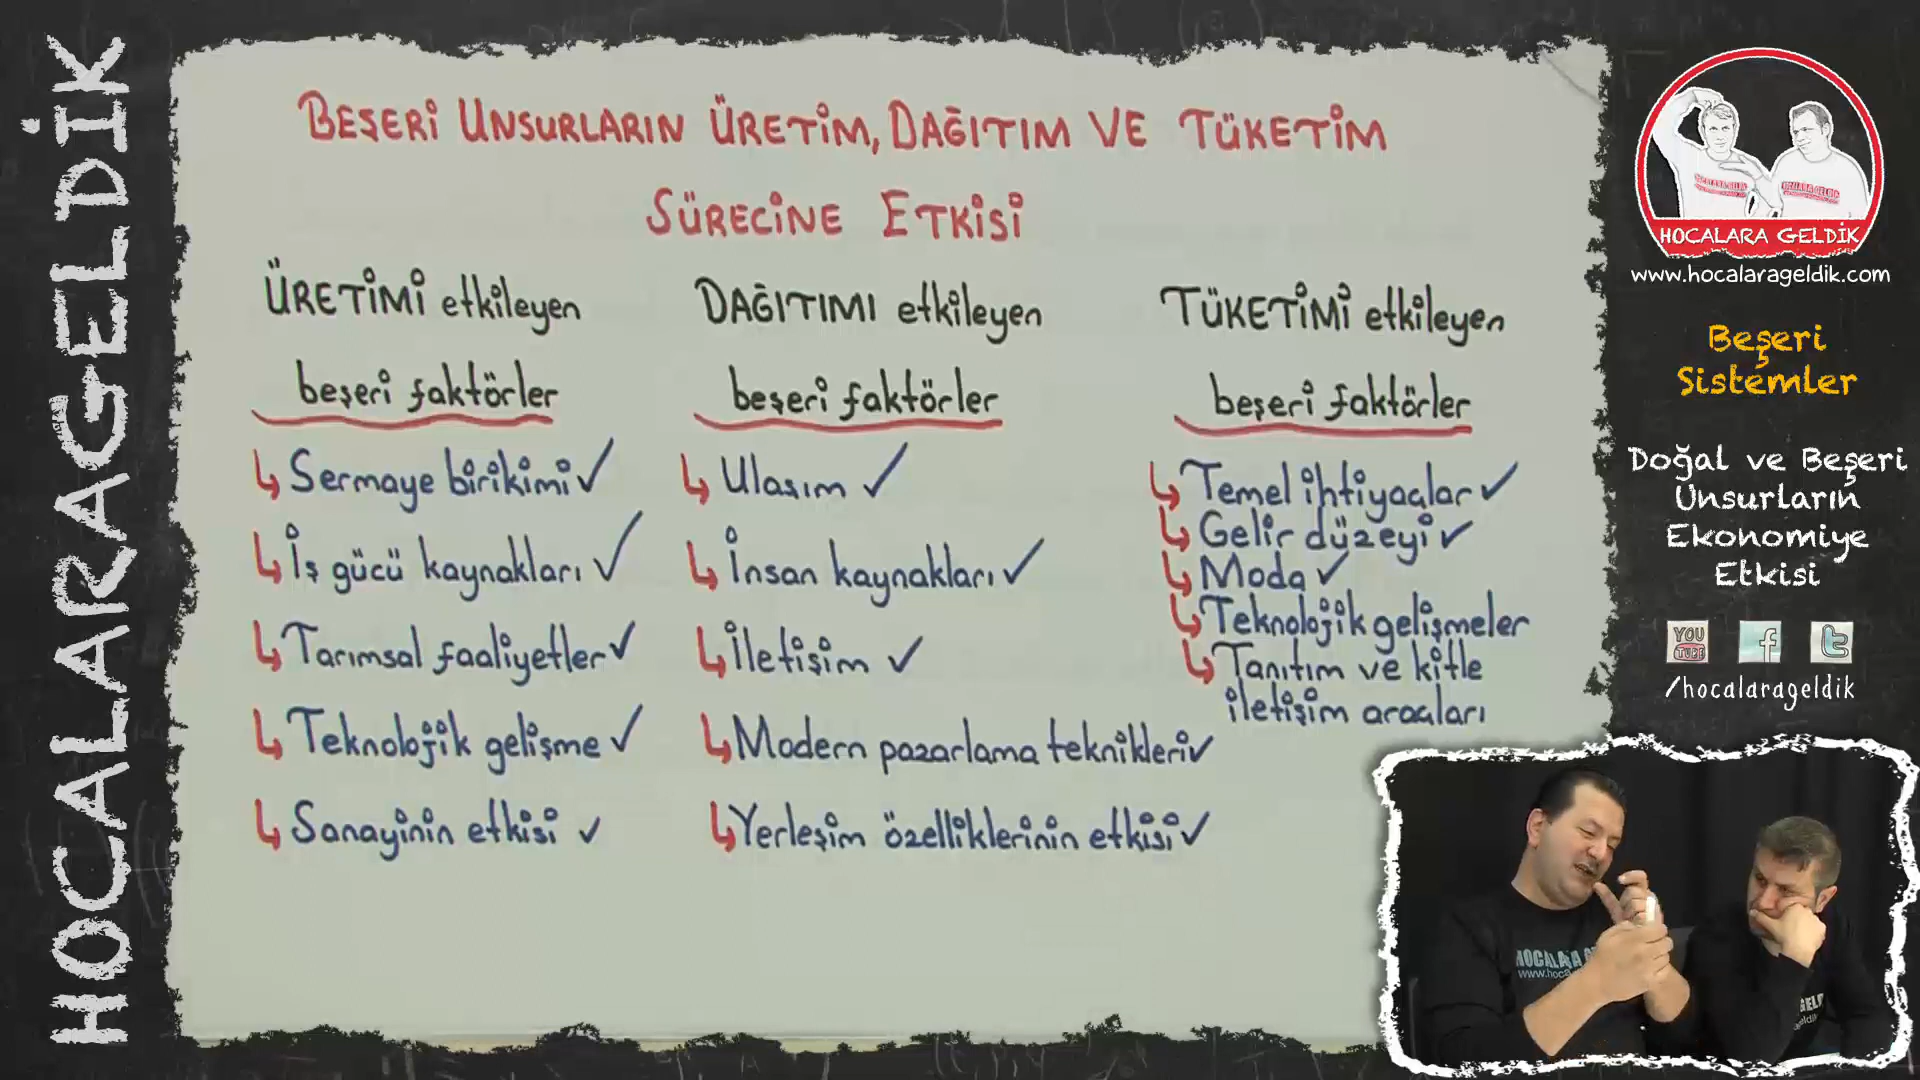 HOCALARAGELDİK
BEŞERİ UNSURLARIN ÜRETİM, DAĞITIM VE TÜKETİM
SÜRECİNE ETKİSİ
ÜRETİMİ etkileyen
beşeri faktörler
Sermaye birikimi ✓
İş gücü kaynakları ✓
Tarımsal faaliyetler ✓
Teknolojik gelişme ✓
Sanayinin etkisi ✓
DAĞITIMI etkileyen
beşeri faktörler
Ulaşım ✓
İnsan kaynakları ✓
İletişim ✓
Modern pazarlama teknikleri ✓
Yerleşim özelliklerinin etkisi ✓
TÜKETİMİ etkileyen
beşeri faktörler
Temel ihtiyaçlar ✓
Gelir düzeyi ✓
Moda ✓
Teknolojik gelişmeler
Tanıtım ve kitle
iletişim araçları
HOCALARA GELDİK
www.hocalarageldik.com
Beşeri
Sistemler
Doğal ve Beşeri
Unsurların
Ekonomiye
Etkisi
YOU
TUBE
f
t
/hocalarageldik